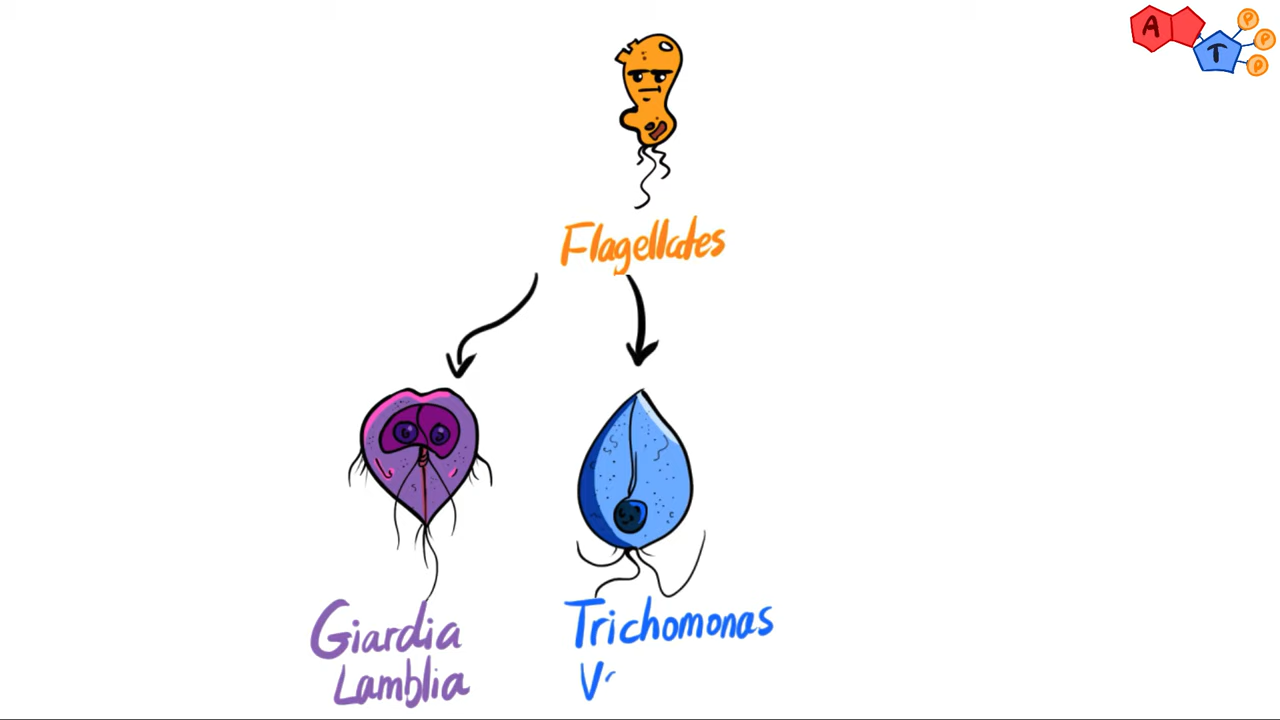 A T P P P
Flagellates
Giardia
Lamblia
Trichomonas
V